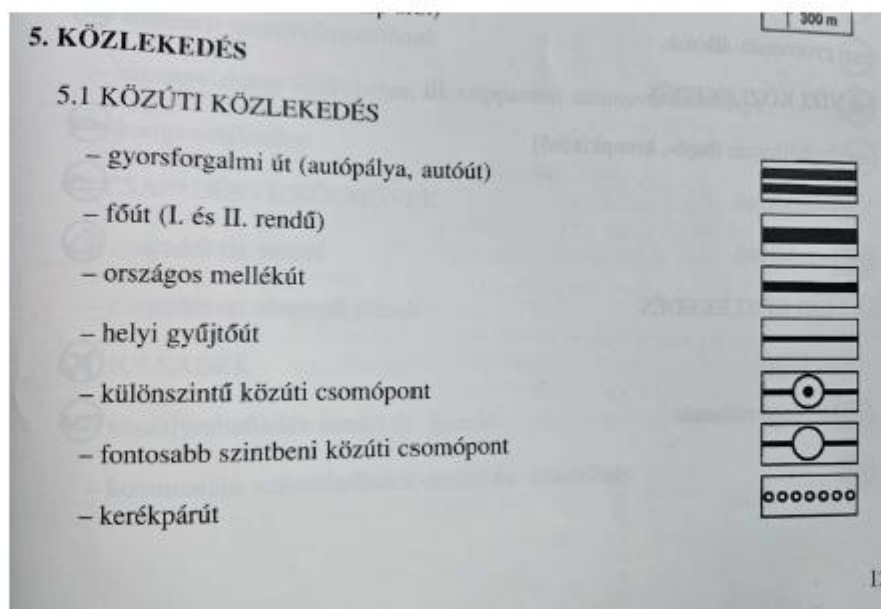 300 m
5. KÖZLEKEDÉS
5.1 KÖZÚTI KÖZLEKEDÉS
– gyorsforgalmi út (autópálya, autóút)
– főút (I. és II. rendű)
– országos mellékút
– helyi gyűjtőút
– különszintű közúti csomópont
– fontosabb szintbeni közúti csomópont
– kerékpárút